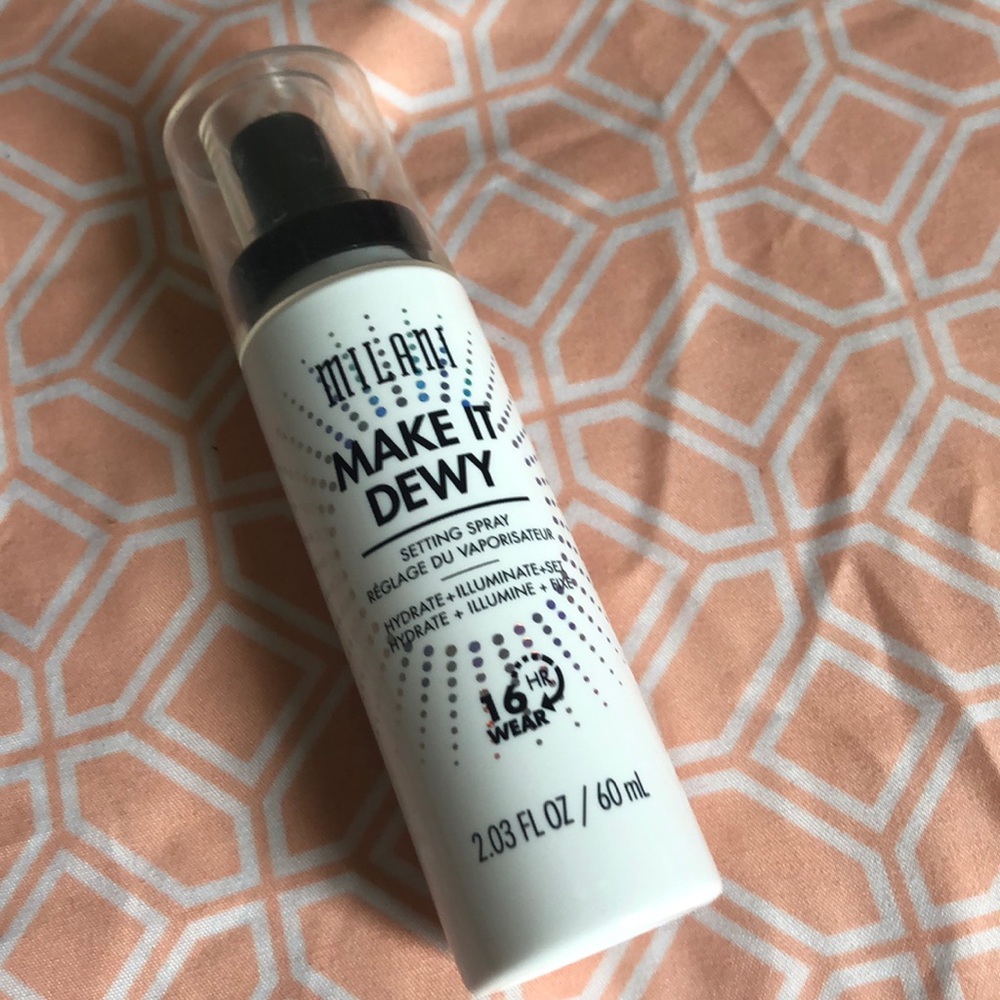 MILANI
MAKE IT
DEWY
SETTING SPRAY
RÉGLAGE DU VAPORISATEUR
HYDRATE+ILLUMINATE+SET
HYDRATE + ILLUMINE + FIXE
16 HR
WEAR
2.03 FL OZ / 60 mL